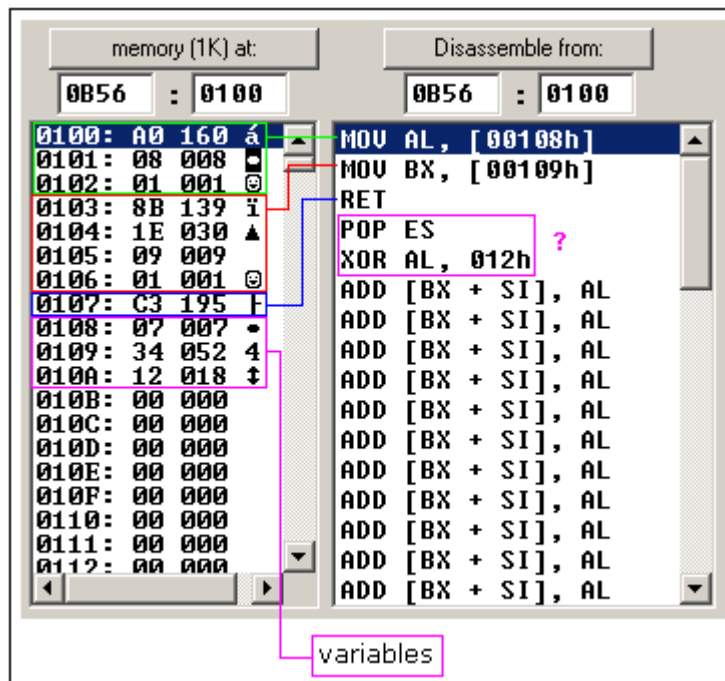 memory (1K) at:
0B56 : 0100
0100: A0 160 á
0101: 08 008 ◘
0102: 01 001 ☺
0103: 8B 139 ï
0104: 1E 030 ▲
0105: 09 009
0106: 01 001 ☺
0107: C3 195 ├
0108: 07 007 •
0109: 34 052 4
010A: 12 018 ↕
010B: 00 000
010C: 00 000
010D: 00 000
010E: 00 000
010F: 00 000
0110: 00 000
0111: 00 000
0112: 00 000
Disassemble from:
0B56 : 0100
MOV AL, [00108h]
MOV BX, [00109h]
RET
POP ES
XOR AL, 012h
?
ADD [BX + SI], AL
ADD [BX + SI], AL
ADD [BX + SI], AL
ADD [BX + SI], AL
ADD [BX + SI], AL
ADD [BX + SI], AL
ADD [BX + SI], AL
ADD [BX + SI], AL
ADD [BX + SI], AL
ADD [BX + SI], AL
ADD [BX + SI], AL
variables